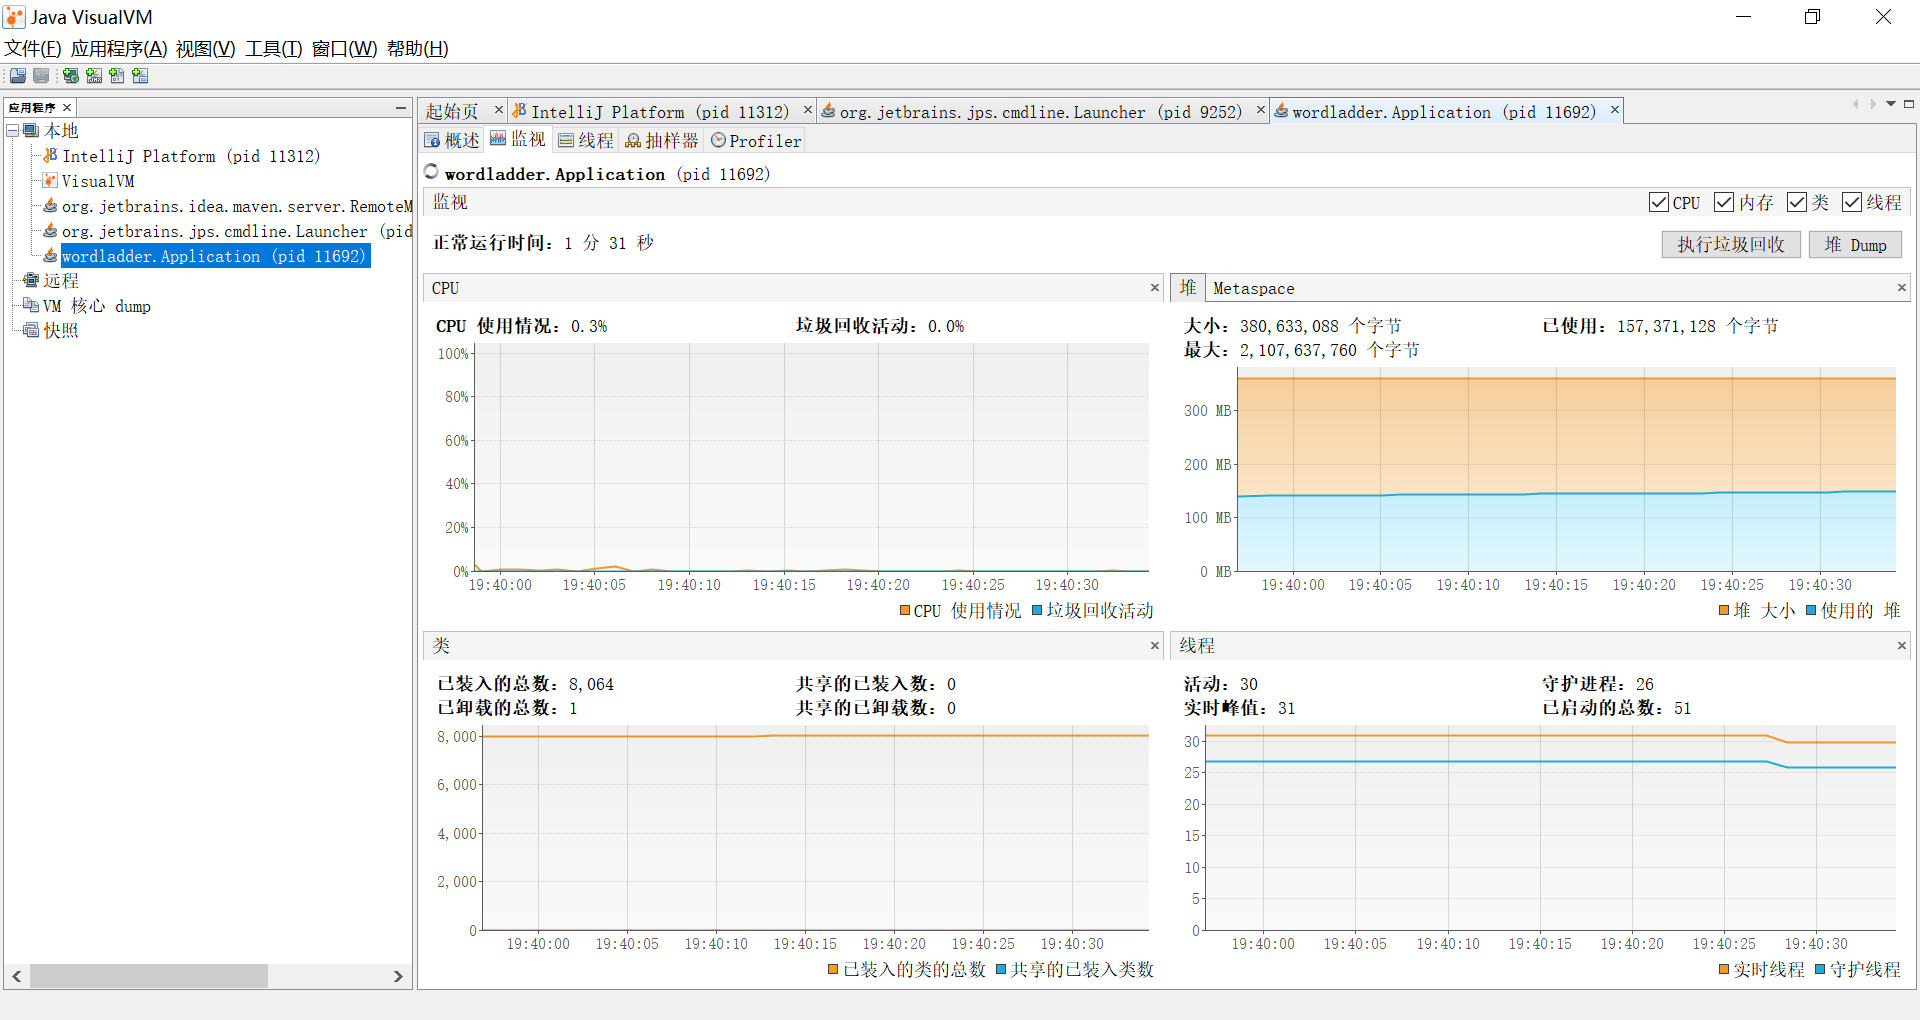 Java VisualVM
文件(F) 应用程序(A) 视图(V) 工具(T) 窗口(W) 帮助(H)
应用程序
本地
IntelliJ Platform (pid 11312)
VisualVM
org.jetbrains.idea.maven.server.RemoteM
org.jetbrains.jps.cmdline.Launcher (pid
wordladder.Application (pid 11692)
远程
VM 核心 dump
快照
起始页 IntelliJ Platform (pid 11312) org.jetbrains.jps.cmdline.Launcher (pid 9252) wordladder.Application (pid 11692)
概述 监视 线程 抽样器 Profiler
wordladder.Application (pid 11692)
监视 CPU 内存 类 线程
正常运行时间: 1 分 31 秒 执行垃圾回收 堆 Dump
CPU
CPU 使用情况: 0.3% 垃圾回收活动: 0.0%
100%
80%
60%
40%
20%
0%
19:40:00 19:40:05 19:40:10 19:40:15 19:40:20 19:40:25 19:40:30
CPU 使用情况 垃圾回收活动
堆 Metaspace
大小: 380,633,088 个字节 已使用: 157,371,128 个字节
最大: 2,107,637,760 个字节
300 MB
200 MB
100 MB
0 MB
19:40:00 19:40:05 19:40:10 19:40:15 19:40:20 19:40:25 19:40:30
堆 大小 使用的 堆
类
已装入的总数: 8,064 共享的已装入数: 0
已卸载的总数: 1 共享的已卸载数: 0
8,000
6,000
4,000
2,000
0
19:40:00 19:40:05 19:40:10 19:40:15 19:40:20 19:40:25 19:40:30
已装入的类的总数 共享的已装入类数
线程
活动: 30 守护进程: 26
实时峰值: 31 已启动的总数: 51
30
25
20
15
10
5
0
19:40:00 19:40:05 19:40:10 19:40:15 19:40:20 19:40:25 19:40:30
实时线程 守护线程